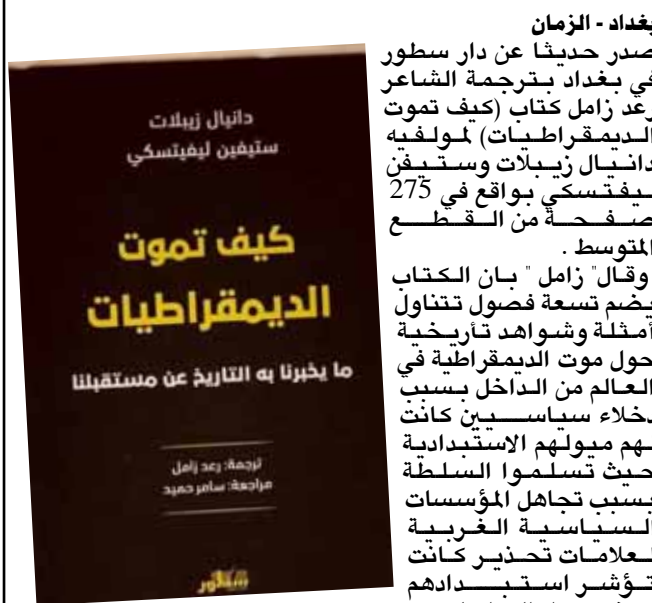 بغداد - الزمان
صدر حديثا عن دار سطور
في بغداد بترجمة الشاعر
رعد زامل كتاب (كيف تموت
الديمقراطيات) لمولفيه
دانيال زيبلات وستيفن
ليفتسكي بواقع في 275
صفحة من القطع
المتوسط .
وقال" زامل " بان الكتاب
يضم تسعة فصول تتناول
أمثلة وشواهد تأريخية
حول موت الديمقراطية في
العالم من الداخل بسبب
دخلاء سياسيين كانت
لهم ميولهم الاستبدادية
حيث تسلموا السلطة
بسبب تجاهل المؤسسات
السياسية الغربية
لعلامات تحذير كانت
تؤشر استبدادهم
دانيال زيبلات
ستيفين ليفيتسكي
كيف تموت
الديمقراطيات
ما يخبرنا به التاريخ عن مستقبلنا
ترجمة: رعد زامل
مراجعة: سامر حميد
سطور